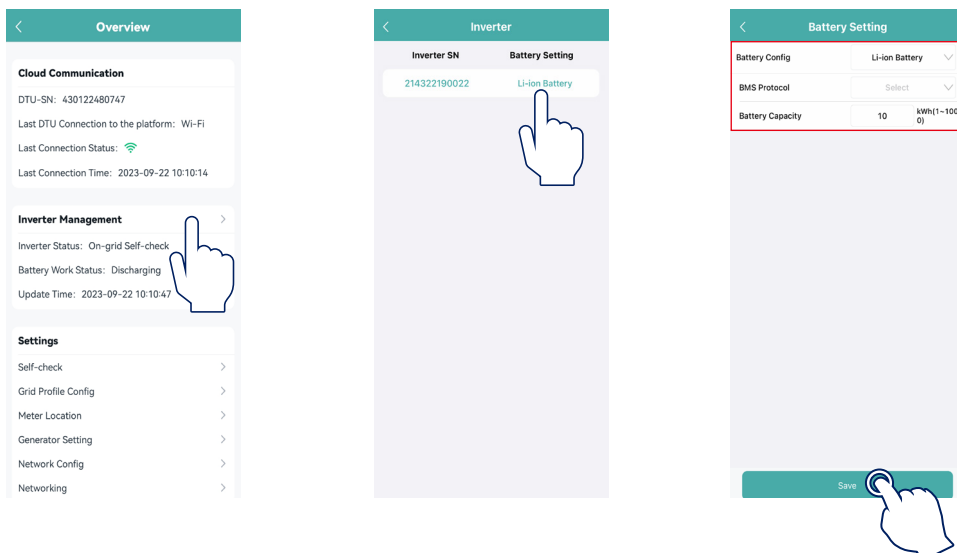 Overview
Cloud Communication
DTU-SN: 430122480747
Last DTU Connection to the platform: Wi-Fi
Last Connection Status:
Last Connection Time: 2023-09-22 10:10:14
Inverter Management
Inverter Status: On-grid Self-check
Battery Work Status: Discharging
Update Time: 2023-09-22 10:10:47
Settings
Self-check
Grid Profile Config
Meter Location
Generator Setting
Network Config
Networking
Inverter
Inverter SN Battery Setting
214322190022 Li-ion Battery
Battery Setting
Battery Config Li-ion Battery
BMS Protocol Select
Battery Capacity 10 kWh(1~100
0)
Save